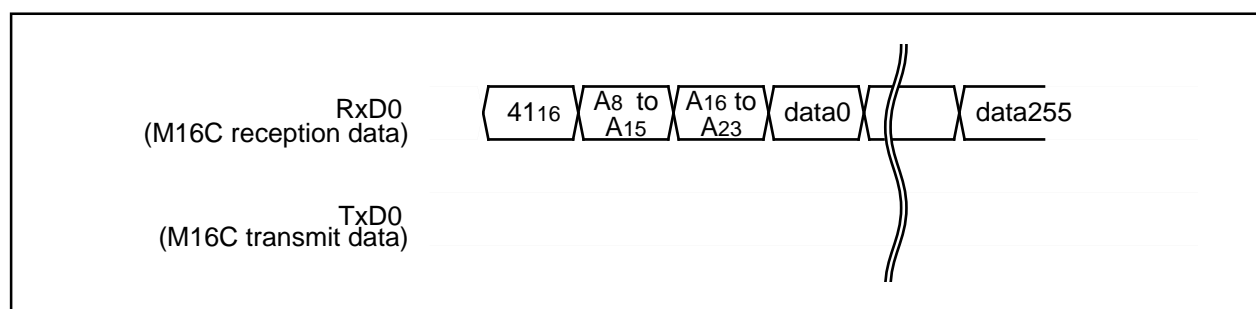 RxD0
(M16C reception data)
4116
A8 to
A15
A16 to
A23
data0
data255
TxD0
(M16C transmit data)